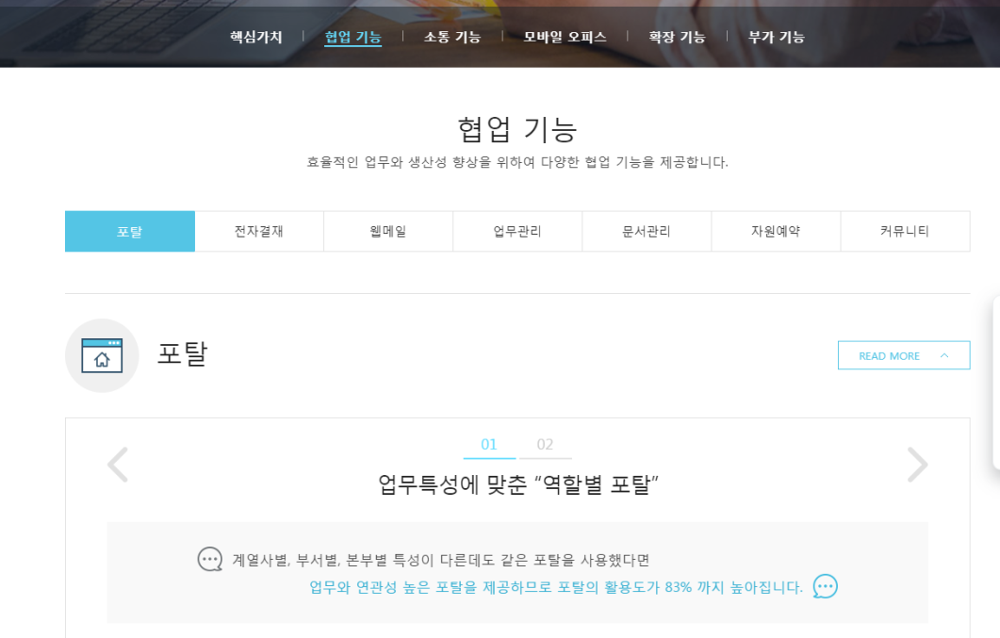 핵심가치 협업 기능 소통 기능 모바일 오피스 확장 기능 부가 기능
협업 기능
효율적인 업무와 생산성 향상을 위하여 다양한 협업 기능을 제공합니다.
포탈 전자결재 웹메일 업무관리 문서관리 자원예약 커뮤니티
포탈
READ MORE
01 02
업무특성에 맞춘 “역할별 포탈”
계열사별, 부서별, 본부별 특성이 다른데도 같은 포탈을 사용했다면
업무와 연관성 높은 포탈을 제공하므로 포탈의 활용도가 83% 까지 높아집니다.